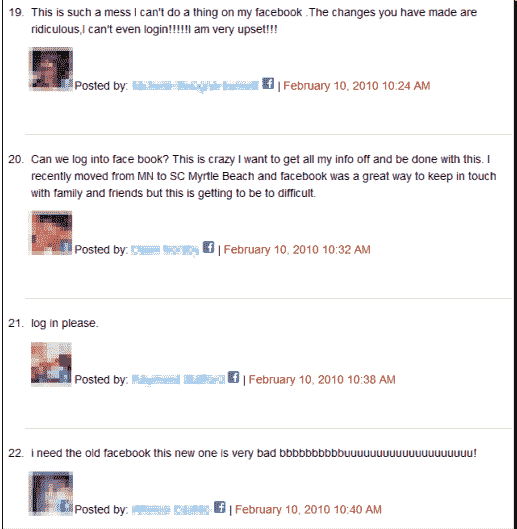 19. This is such a mess I can't do a thing on my facebook .The changes you have made are
ridiculous,I can't even login!!!!!I am very upset!!!
Posted by: | February 10, 2010 10:24 AM
20. Can we log into face book? This is crazy I want to get all my info off and be done with this. I
recently moved from MN to SC Myrtle Beach and facebook was a great way to keep in touch
with family and friends but this is getting to be to difficult.
Posted by: | February 10, 2010 10:32 AM
21. log in please.
Posted by: | February 10, 2010 10:38 AM
22. i need the old facebook this new one is very bad bbbbbbbbbbuuuuuuuuuuuuuuuuuuuuu!
Posted by: | February 10, 2010 10:40 AM